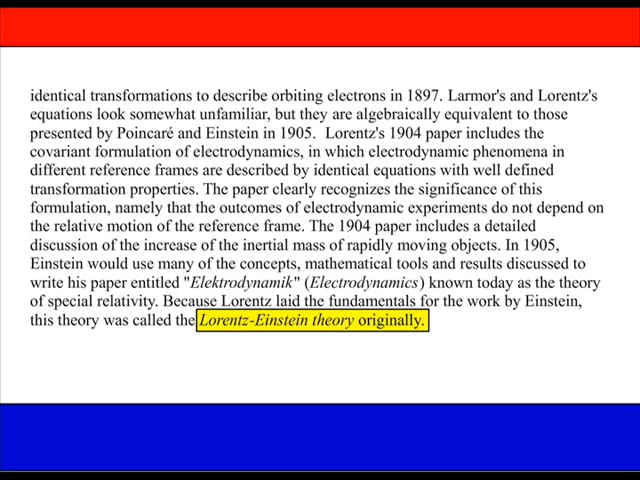 identical transformations to describe orbiting electrons in 1897. Larmor's and Lorentz's
equations look somewhat unfamiliar, but they are algebraically equivalent to those
presented by Poincaré and Einstein in 1905. Lorentz's 1904 paper includes the
covariant formulation of electrodynamics, in which electrodynamic phenomena in
different reference frames are described by identical equations with well defined
transformation properties. The paper clearly recognizes the significance of this
formulation, namely that the outcomes of electrodynamic experiments do not depend on
the relative motion of the reference frame. The 1904 paper includes a detailed
discussion of the increase of the inertial mass of rapidly moving objects. In 1905,
Einstein would use many of the concepts, mathematical tools and results discussed to
write his paper entitled "Elektrodynamik" (Electrodynamics) known today as the theory
of special relativity. Because Lorentz laid the fundamentals for the work by Einstein,
this theory was called the Lorentz-Einstein theory originally.